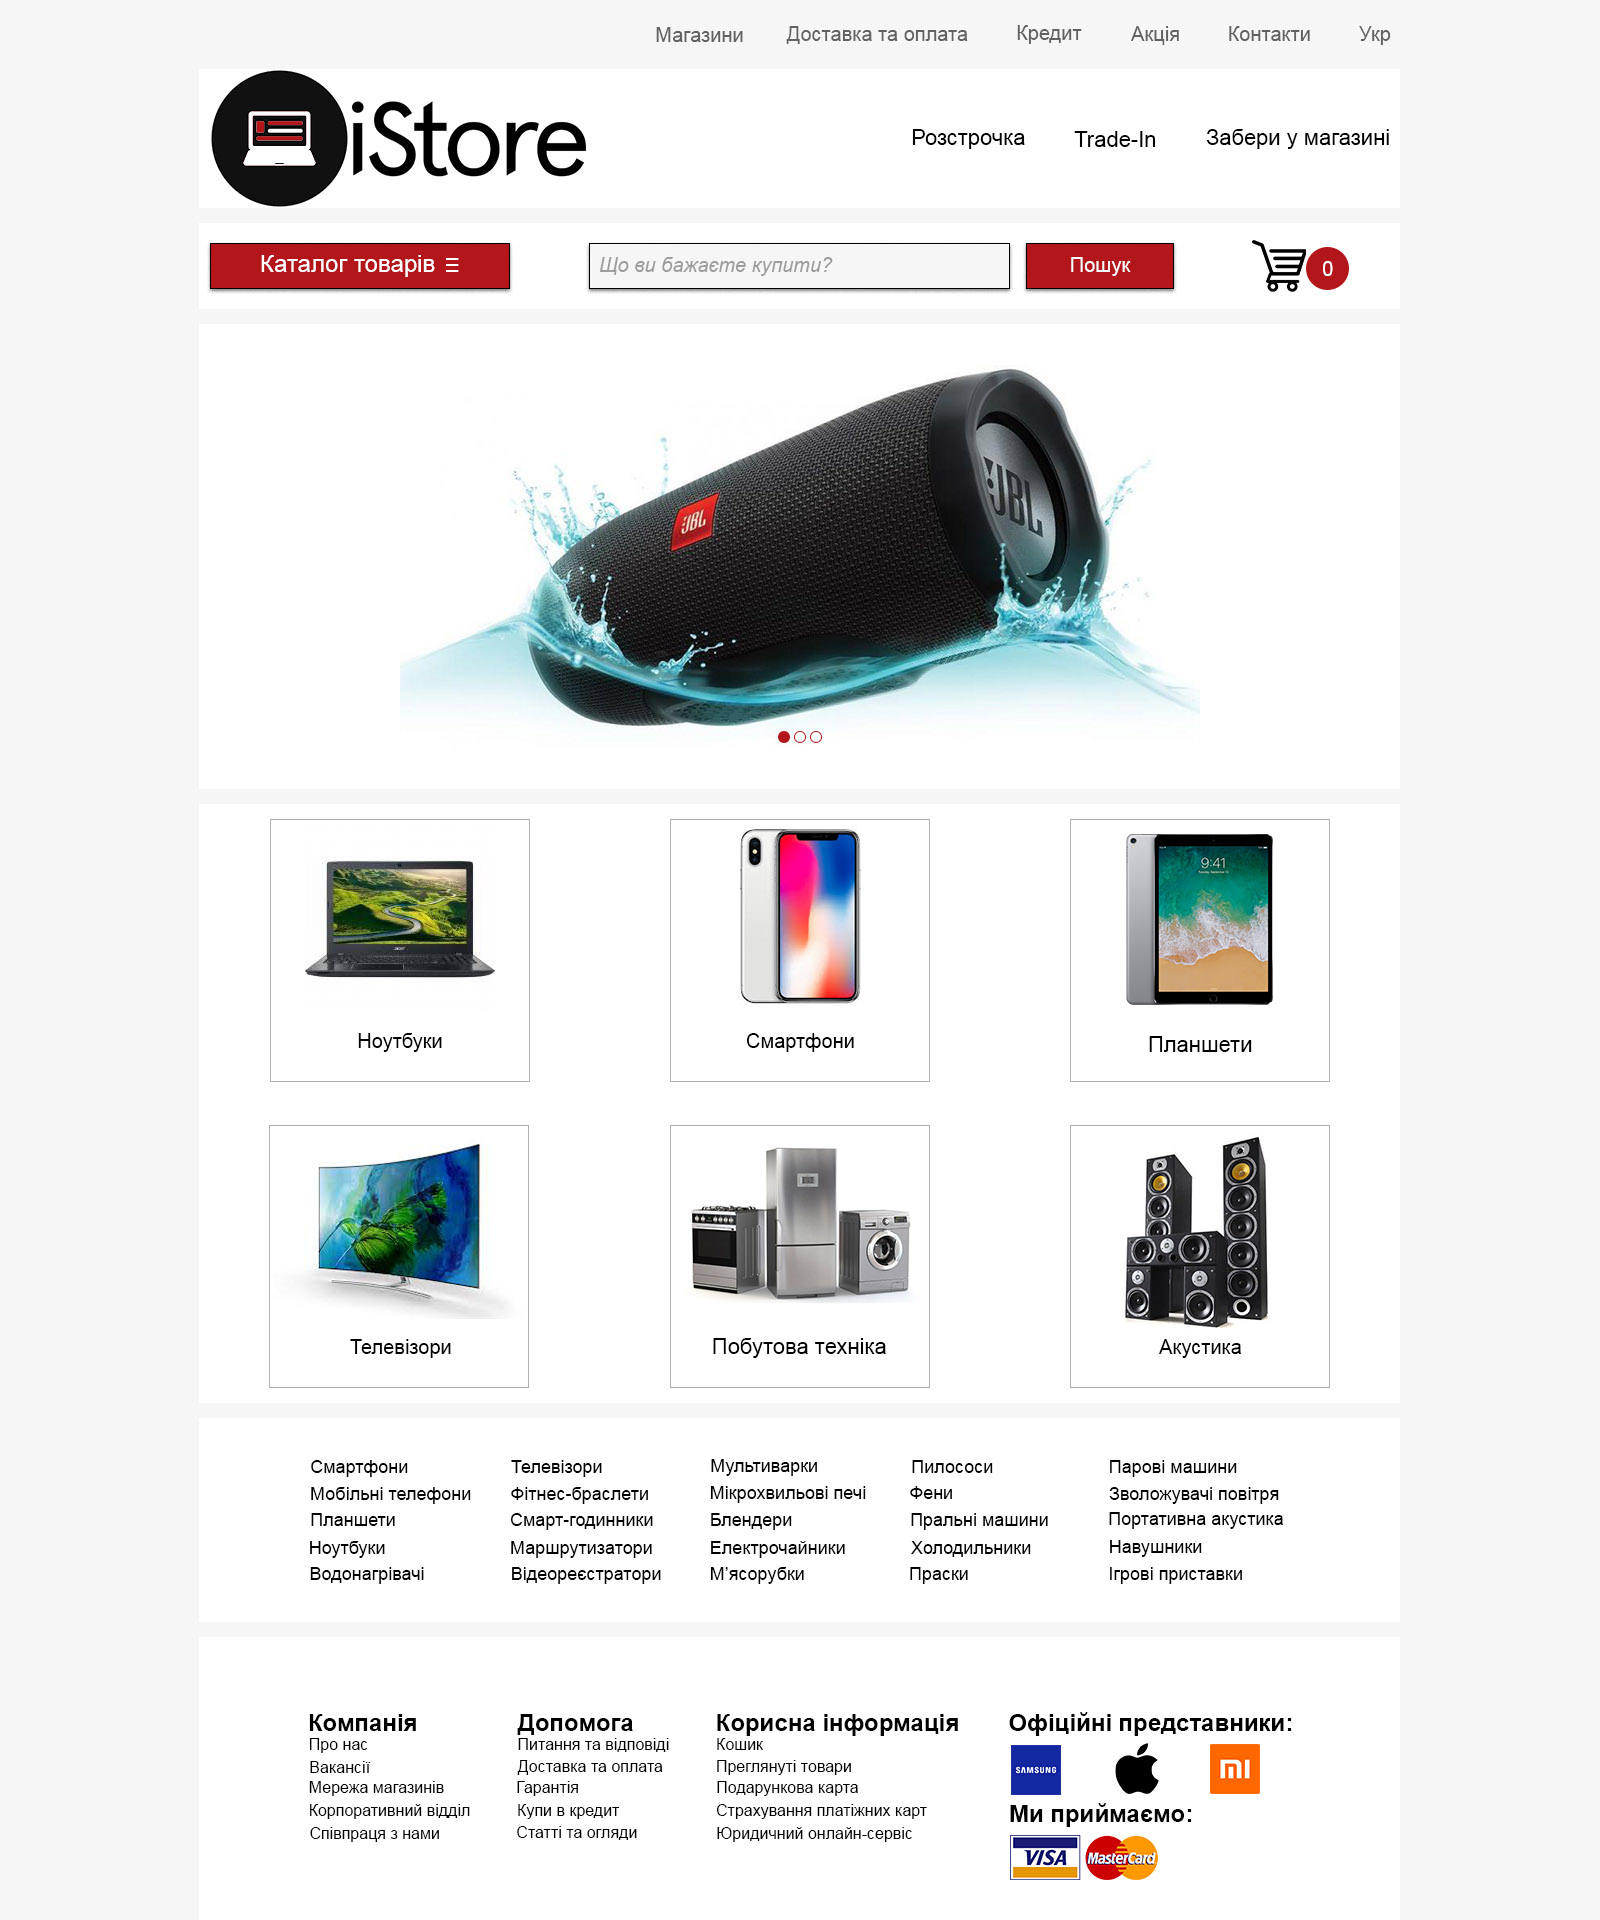 Магазини Доставка та оплата Кредит Акція Контакти Укр
iStore
Розстрочка Trade-In Забери у магазині
Каталог товарів
Що ви бажаєте купити?
Пошук
0
JBL
JBL
acer
9:41
Ноутбуки Смартфони Планшети
Телевізори Побутова техніка Акустика
Смартфони Телевізори Мультиварки Пилососи Парові машини
Мобільні телефони Фітнес-браслети Мікрохвильові печі Фени Зволожувачі повітря
Планшети Смарт-годинники Блендери Пральні машини Портативна акустика
Ноутбуки Маршрутизатори Електрочайники Холодильники Навушники
Водонагрівачі Відеореєстратори М'ясорубки Праски Ігрові приставки
Компанія
Про нас
Вакансії
Мережа магазинів
Корпоративний відділ
Співпраця з нами
Допомога
Питання та відповіді
Доставка та оплата
Гарантія
Купи в кредит
Статті та огляди
Корисна інформація
Кошик
Преглянуті товари
Подарункова карта
Страхування платіжних карт
Юридичний онлайн-сервіс
Офіційні представники:
SAMSUNG
MI
Ми приймаємо:
VISA
MasterCard